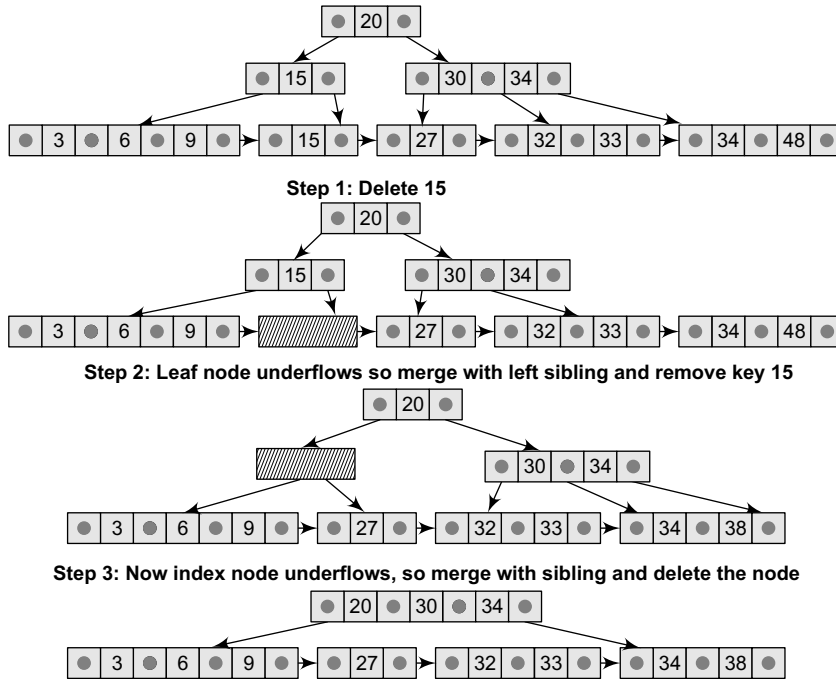 20
15 30 34
3 6 9 15 27 32 33 34 48
Step 1: Delete 15
20
15 30 34
3 6 9 27 32 33 34 48
Step 2: Leaf node underflows so merge with left sibling and remove key 15
20
30 34
3 6 9 27 32 33 34 38
Step 3: Now index node underflows, so merge with sibling and delete the node
20 30 34
3 6 9 27 32 33 34 38